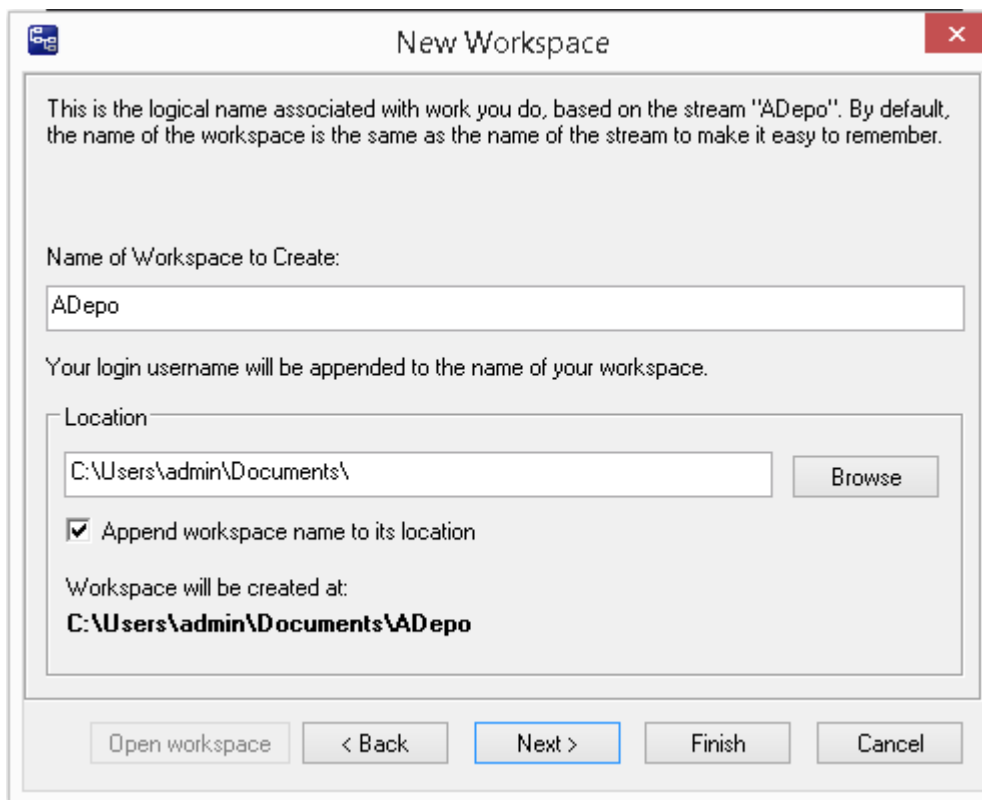 New Workspace
This is the logical name associated with work you do, based on the stream "ADepo". By default,
the name of the workspace is the same as the name of the stream to make it easy to remember.
Name of Workspace to Create:
ADepo
Your login username will be appended to the name of your workspace.
Location
C:\Users\admin\Documents\
Browse
Append workspace name to its location
Workspace will be created at:
C:\Users\admin\Documents\ADepo
Open workspace < Back Next > Finish Cancel